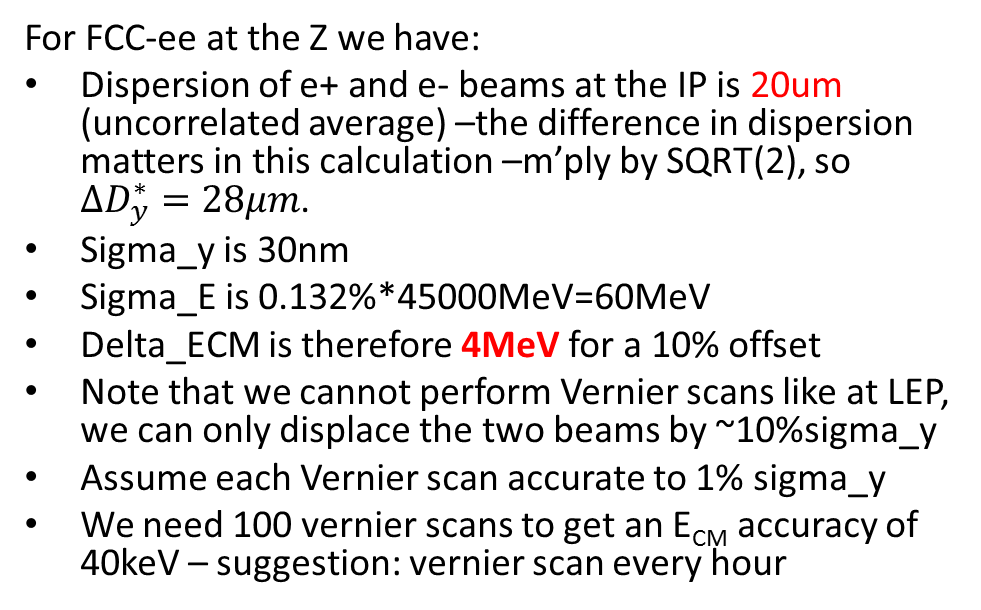 For FCC-ee at the Z we have:
• Dispersion of e+ and e- beams at the IP is 20um
(uncorrelated average) –the difference in dispersion
matters in this calculation –m’ply by SQRT(2), so
$\Delta D_y^* = 28\mu m$.
• Sigma_y is 30nm
• Sigma_E is 0.132%*45000MeV=60MeV
• Delta_ECM is therefore 4MeV for a 10% offset
• Note that we cannot perform Vernier scans like at LEP,
we can only displace the two beams by ~10%sigma_y
• Assume each Vernier scan accurate to 1% sigma_y
• We need 100 vernier scans to get an E_CM accuracy of
40keV – suggestion: vernier scan every hour